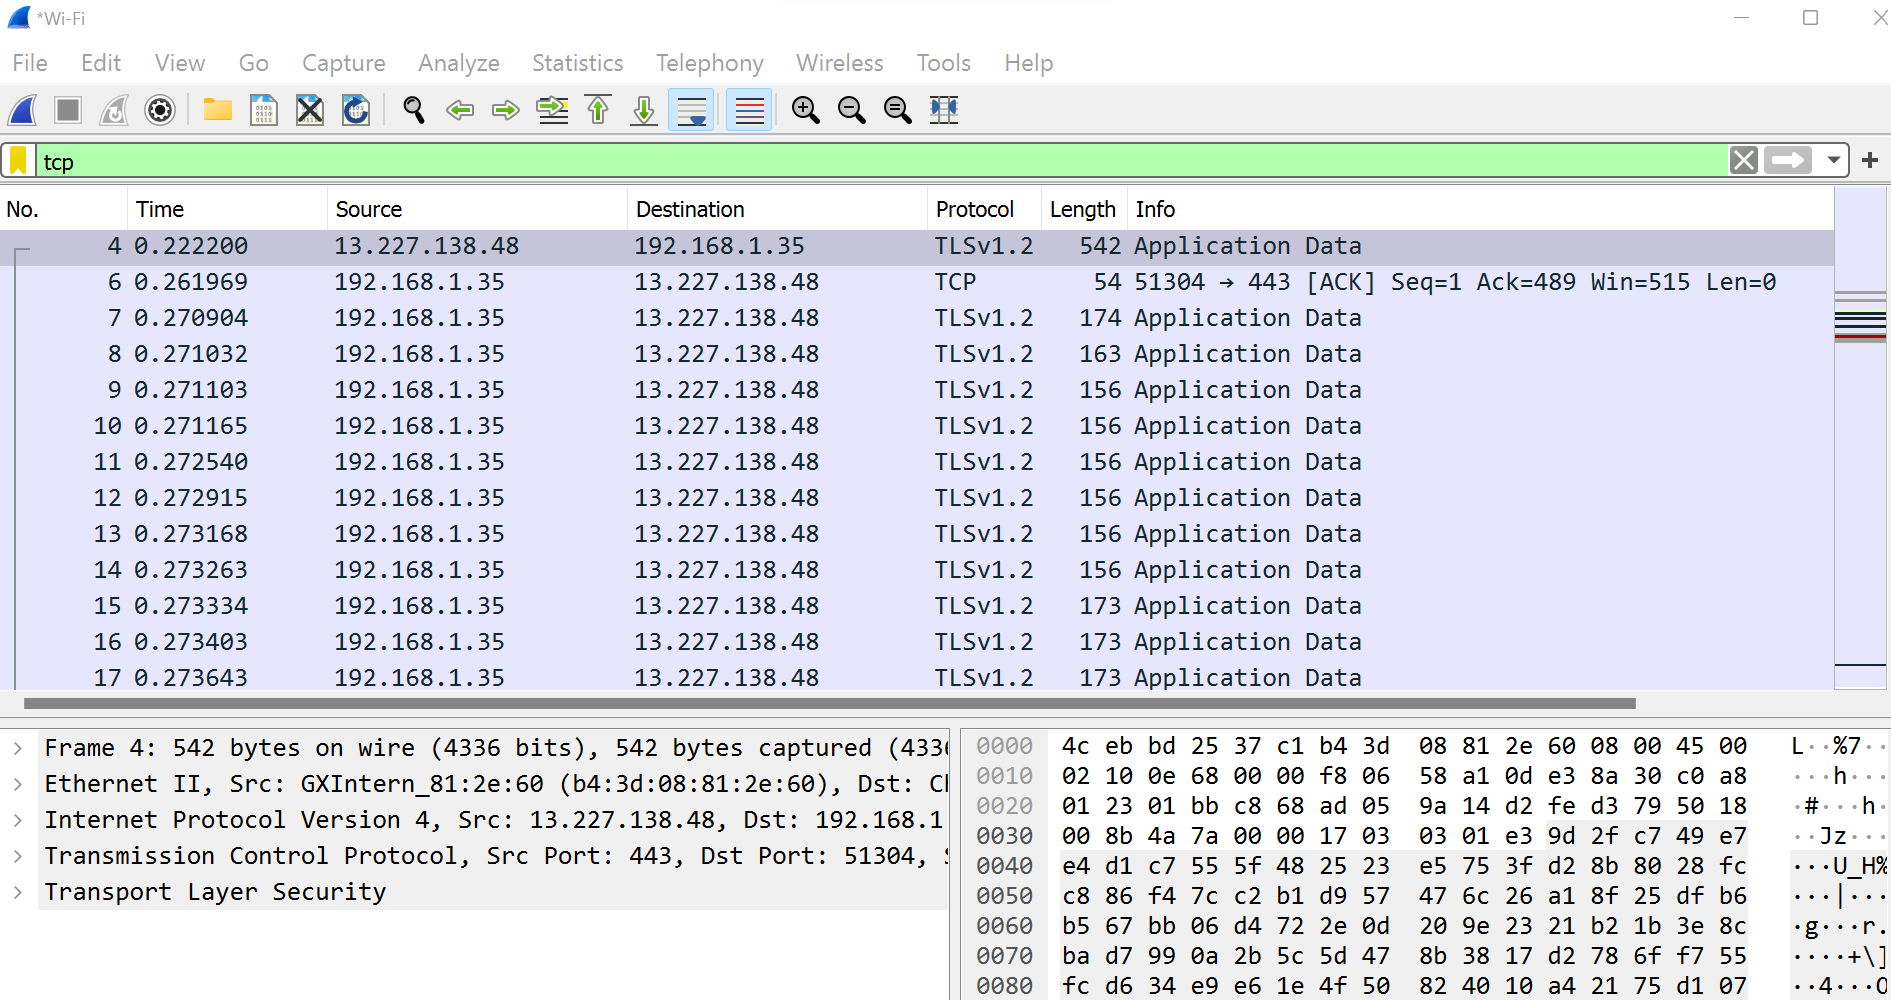 *Wi-Fi
File Edit View Go Capture Analyze Statistics Telephony Wireless Tools Help
tcp
No. Time Source Destination Protocol Length Info
4 0.222200 13.227.138.48 192.168.1.35 TLSv1.2 542 Application Data
6 0.261969 192.168.1.35 13.227.138.48 TCP 54 51304 → 443 [ACK] Seq=1 Ack=489 Win=515 Len=0
7 0.270904 192.168.1.35 13.227.138.48 TLSv1.2 174 Application Data
8 0.271032 192.168.1.35 13.227.138.48 TLSv1.2 163 Application Data
9 0.271103 192.168.1.35 13.227.138.48 TLSv1.2 156 Application Data
10 0.271165 192.168.1.35 13.227.138.48 TLSv1.2 156 Application Data
11 0.272540 192.168.1.35 13.227.138.48 TLSv1.2 156 Application Data
12 0.272915 192.168.1.35 13.227.138.48 TLSv1.2 156 Application Data
13 0.273168 192.168.1.35 13.227.138.48 TLSv1.2 156 Application Data
14 0.273263 192.168.1.35 13.227.138.48 TLSv1.2 156 Application Data
15 0.273334 192.168.1.35 13.227.138.48 TLSv1.2 173 Application Data
16 0.273403 192.168.1.35 13.227.138.48 TLSv1.2 173 Application Data
17 0.273643 192.168.1.35 13.227.138.48 TLSv1.2 173 Application Data
Frame 4: 542 bytes on wire (4336 bits), 542 bytes captured (4336
Ethernet II, Src: GXIntern_81:2e:60 (b4:3d:08:81:2e:60), Dst: Ch
Internet Protocol Version 4, Src: 13.227.138.48, Dst: 192.168.1
Transmission Control Protocol, Src Port: 443, Dst Port: 51304, S
Transport Layer Security
0000 4c eb bd 25 37 c1 b4 3d 08 81 2e 60 08 00 45 00 L··%7··
0010 02 10 0e 68 00 00 f8 06 58 a1 0d e3 8a 30 c0 a8 ···h···
0020 01 23 01 bb c8 68 ad 05 9a 14 d2 fe d3 79 50 18 ·#···h·
0030 00 8b 4a 7a 00 00 17 03 03 01 e3 9d 2f c7 49 e7 ··Jz···
0040 e4 d1 c7 55 5f 48 25 23 e5 75 3f d2 8b 80 28 fc ···U_H%
0050 c8 86 f4 7c c2 b1 d9 57 47 6c 26 a1 8f 25 df b6 ···|···
0060 b5 67 bb 06 d4 72 2e 0d 20 9e 23 21 b2 1b 3e 8c ·g···r.
0070 ba d7 99 0a 2b 5c 5d 47 8b 38 17 d2 78 6f f7 55 ····+\]
0080 fc d6 34 e9 e6 1e 4f 50 82 40 10 a4 21 75 d1 07 ··4···O